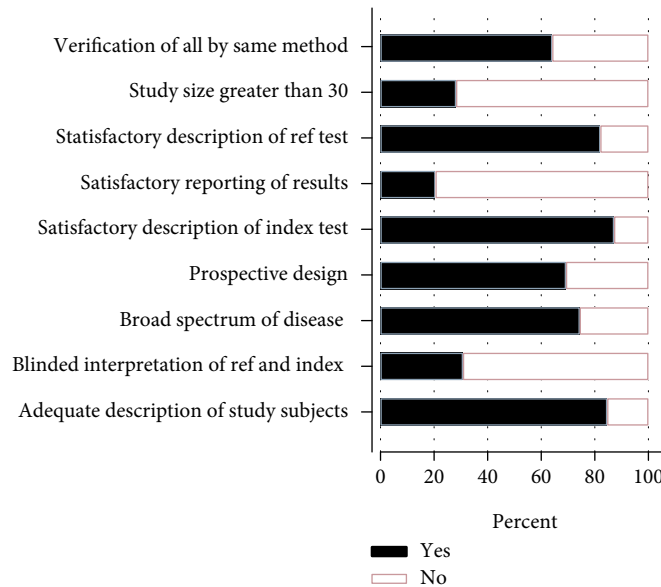 Verification of all by same method
Study size greater than 30
Statisfactory description of ref test
Satisfactory reporting of results
Satisfactory description of index test
Prospective design
Broad spectrum of disease
Blinded interpretation of ref and index
Adequate description of study subjects
0 20 40 60 80 100
Percent
Yes
No